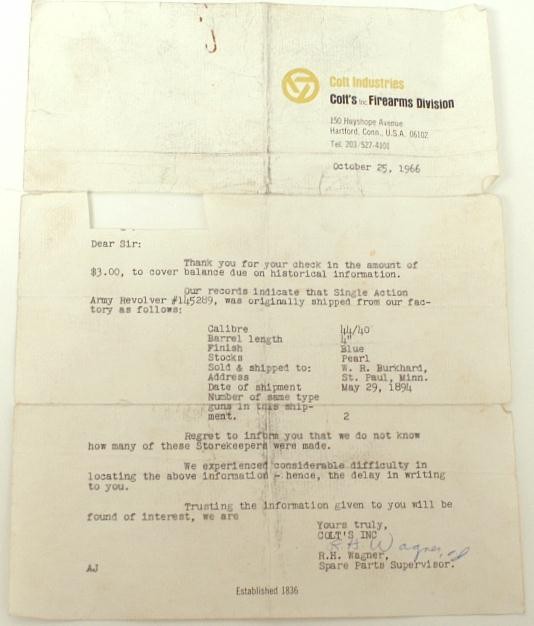 Colt Industries
Colt's Inc Firearms Division
150 Huyshope Avenue
Hartford, Conn., U.S.A. 06102
Tel. 203/527-4101
October 25, 1966
Dear Sir:
Thank you for your check in the amount of
$3.00, to cover balance due on historical information.
Our records indicate that Single Action
Army Revolver #145289, was originally shipped from our fac-
tory as follows:
Calibre 44/40
Barrel length 4"
Finish Blue
Stocks Pearl
Sold & shipped to: W. R. Burkhard,
Address St. Paul, Minn.
Date of shipment May 29, 1894
Number of same type
guns in this ship-
ment. 2
Regret to inform you that we do not know
how many of these Storekeepers were made.
We experienced considerable difficulty in
locating the above information - hence, the delay in writing
to you.
Trusting the information given to you will be
found of interest, we are
Yours truly,
COLT'S INC
R.H. Wagner
R.H. Wagner,
AJ Spare Parts Supervisor.
Established 1836